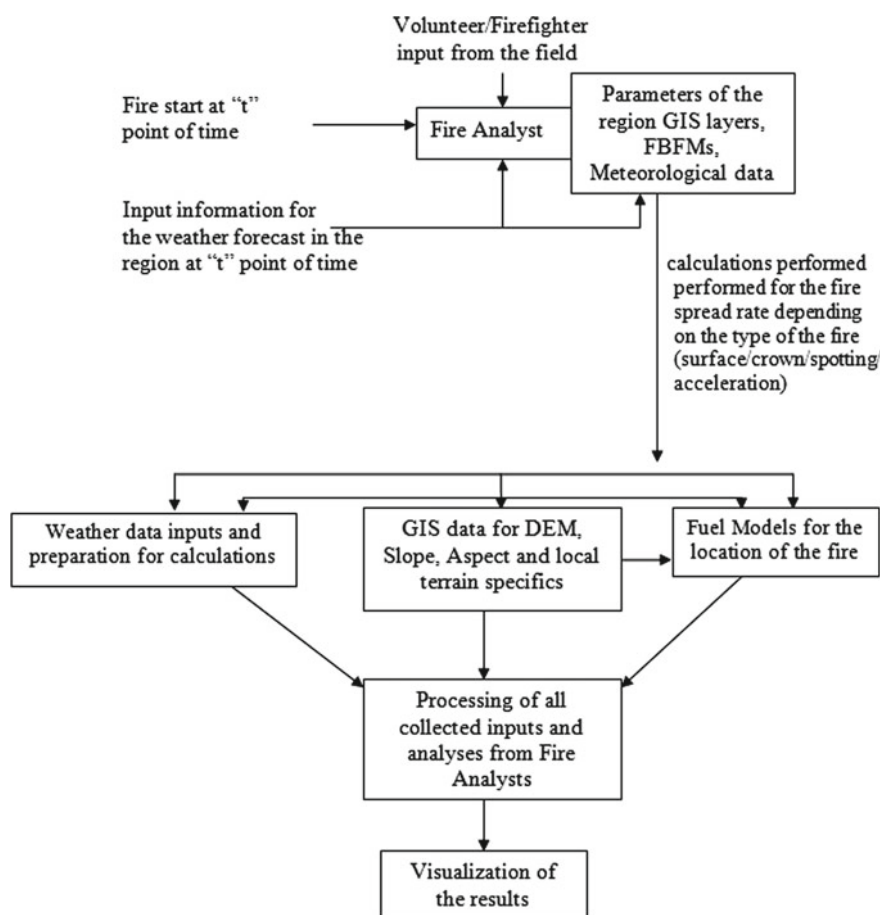 Volunteer/Firefighter
input from the field
Fire start at “t”
point of time
Fire Analyst
Parameters of the
region GIS layers,
FBFMs,
Meteorological data
Input information for
the weather forecast in the
region at “t” point of time
calculations performed
performed for the fire
spread rate depending
on the type of the fire
(surface/crown/spotting/
acceleration)
Weather data inputs and
preparation for calculations
GIS data for DEM,
Slope, Aspect and local
terrain specifics
Fuel Models for the
location of the fire
Processing of all
collected inputs and
analyses from Fire
Analysts
Visualization of
the results